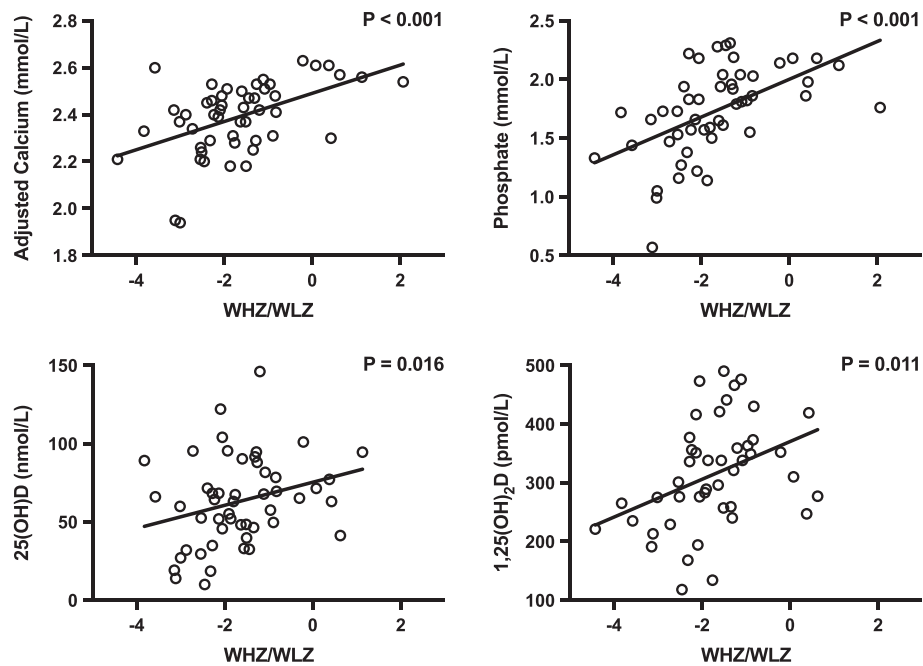 P < 0.001
Adjusted Calcium (mmol/L)
2.8
2.6
2.4
2.2
2.0
1.8
-4 -2 0 2
WHZ/WLZ
P < 0.001
Phosphate (mmol/L)
2.5
2.0
1.5
1.0
0.5
-4 -2 0 2
WHZ/WLZ
P = 0.016
25(OH)D (nmol/L)
150
100
50
0
-4 -2 0 2
WHZ/WLZ
P = 0.011
1,25(OH)₂D (pmol/L)
500
400
300
200
100
-4 -2 0 2
WHZ/WLZ